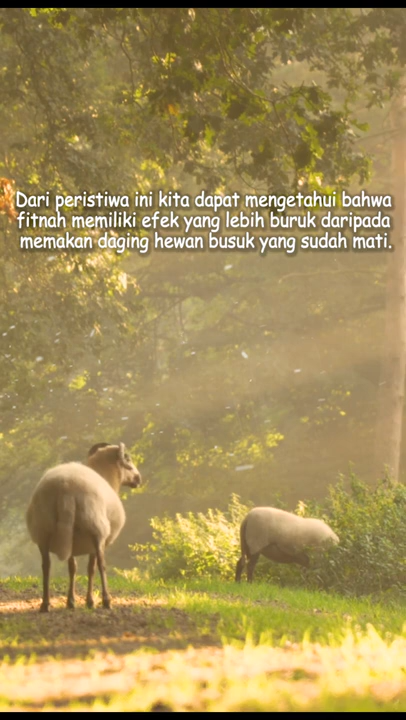 Dari peristiwa ini kita dapat mengetahui bahwa
fitnah memiliki efek yang lebih buruk daripada
memakan daging hewan busuk yang sudah mati.